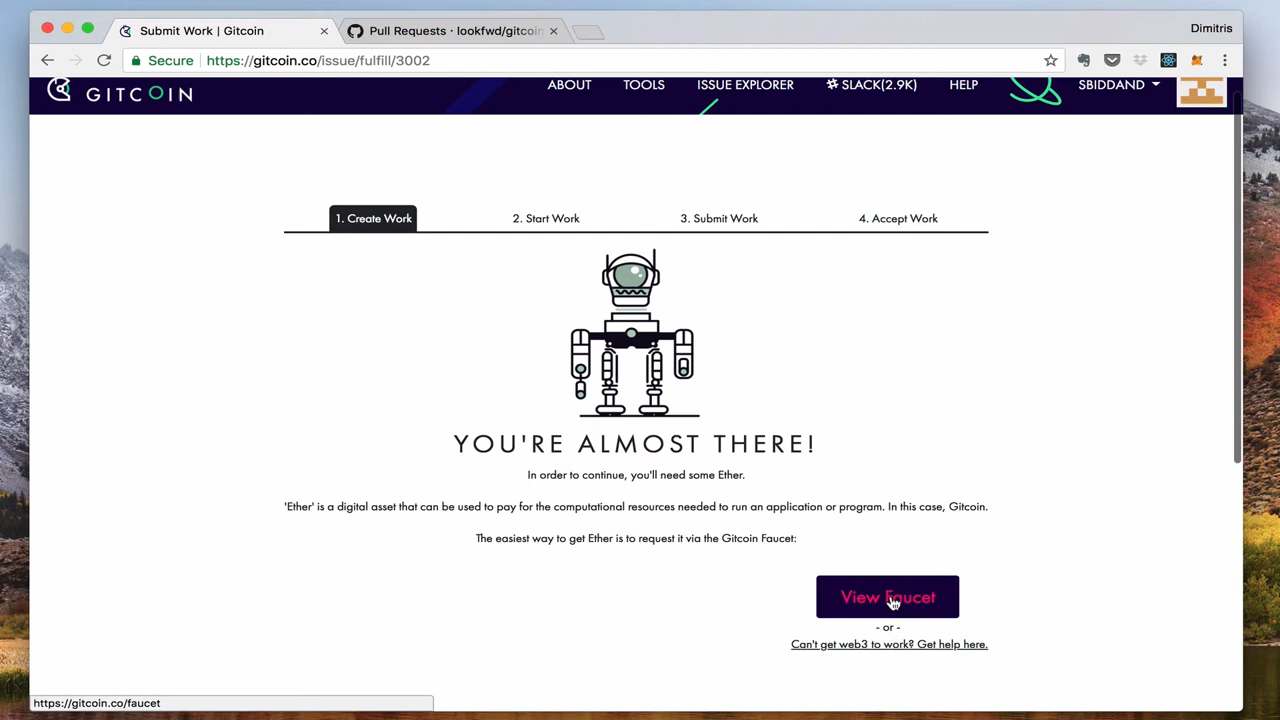 Submit Work | Gitcoin
Pull Requests · lookfwd/gitcoin
Dimitris
Secure https://gitcoin.co/issue/fulfill/3002
GITCOIN
ABOUT
TOOLS
ISSUE EXPLORER
SLACK(2.9K)
HELP
SBIDDAND
1. Create Work
2. Start Work
3. Submit Work
4. Accept Work
YOU'RE ALMOST THERE!
In order to continue, you'll need some Ether.
'Ether' is a digital asset that can be used to pay for the computational resources needed to run an application or program. In this case, Gitcoin.
The easiest way to get Ether is to request it via the Gitcoin Faucet:
View Faucet
- or -
Can't get web3 to work? Get help here.
https://gitcoin.co/faucet